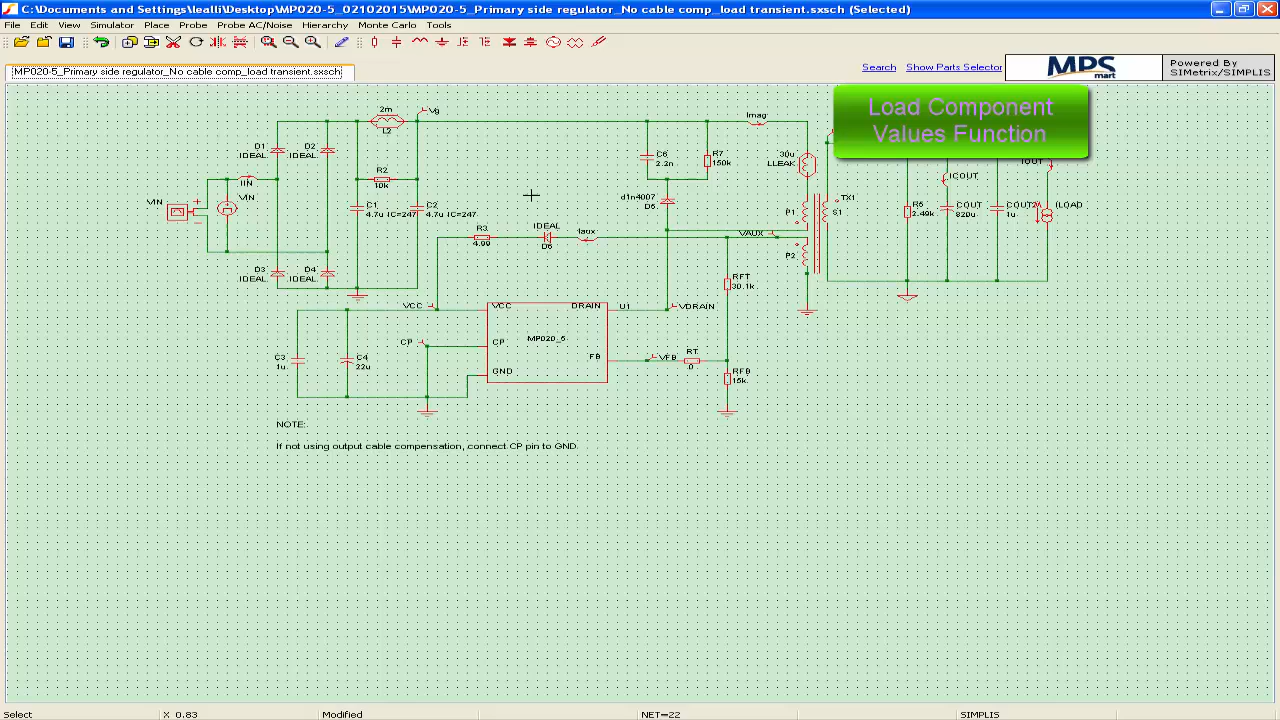 C:\Documents and Settings\lealli\Desktop\MP020-5_02102015\MP020-5_Primary side regulator_No cable comp_load transient.sxsch (Selected)
File Edit View Simulator Place Probe Probe AC/Noise Hierarchy Monte Carlo Tools
MP020-5_Primary side regulator_No cable comp_load transient.sxsch
Search Show Parts Selector
MPS mart
Powered By
SIMetrix/SIMPLIS
Load Component
Values Function
2m
L2
Vg
D1
IDEAL
D2
IDEAL
R2
10k
IIN
VIN
VIN
C1
4.7u IC=247
C2
4.7u IC=247
D3
IDEAL
D4
IDEAL
R3
4.99
IDEAL
D6
Iaux
C6
2.2n
R7
150k
d1n4007
D5
Imag
30u
LLEAK
P1
S1
TX1
VAUX
P2
R6
2.49k
ICOUT
COUT
820u
COUT2
1u
IOUT
ILOAD
RFT
30.1k
VCC
CP
C3
1u
C4
22u
VCC
CP
GND
DRAIN
FB
MP020_5
U1
VDRAIN
VFB
RT
0
RFB
15k
NOTE:
If not using output cable compensation, connect CP pin to GND
Select X 0.83 Modified NET=22 SIMPLIS